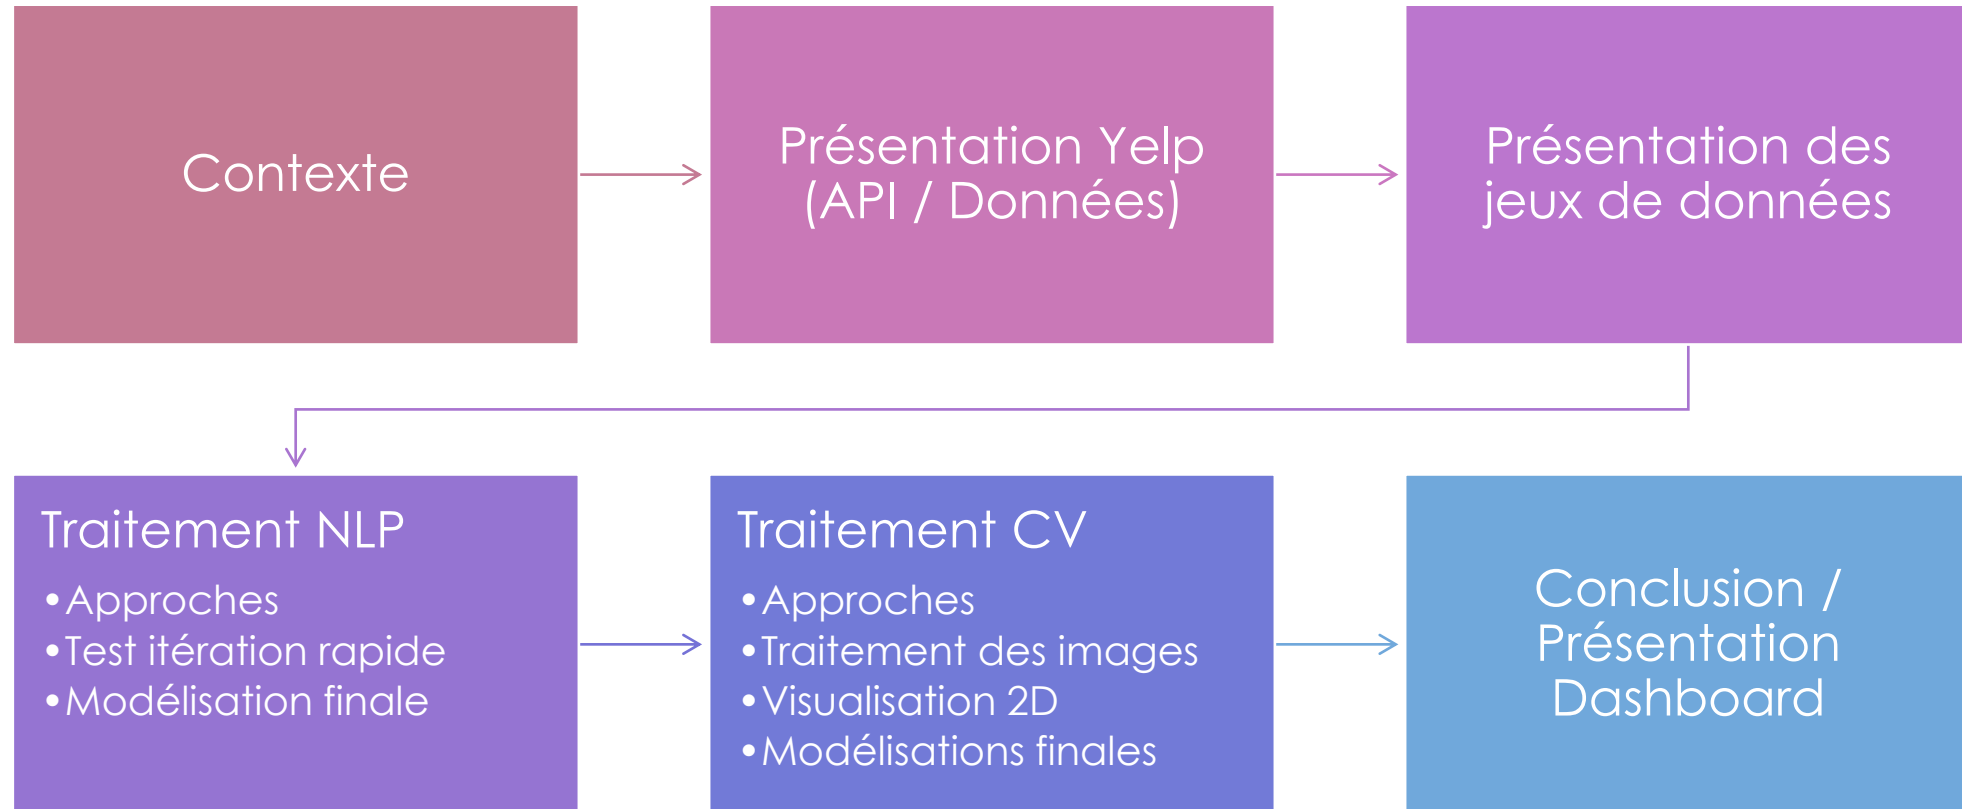 Contexte
Présentation Yelp
(API / Données)
Présentation des
jeux de données
Traitement NLP
•Approches
•Test itération rapide
•Modélisation finale
Traitement CV
•Approches
•Traitement des images
•Visualisation 2D
•Modélisations finales
Conclusion /
Présentation
Dashboard